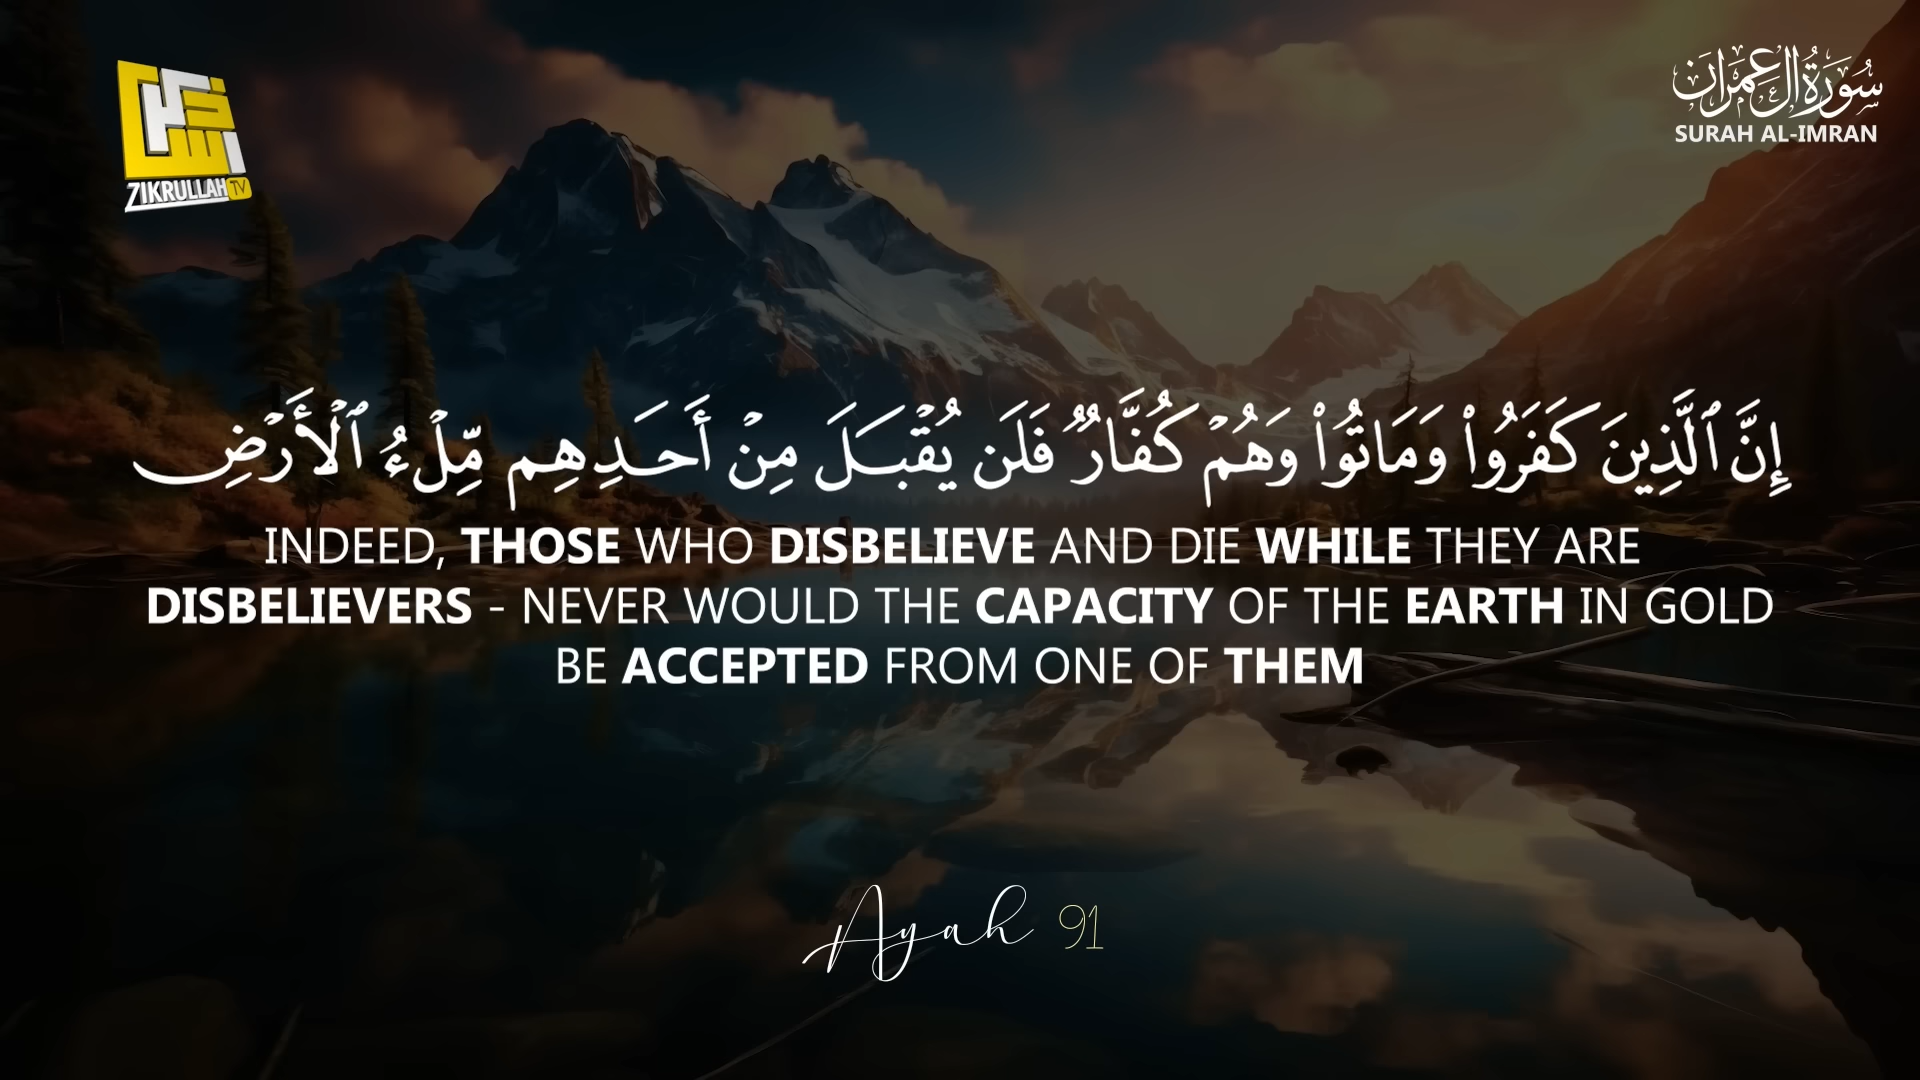 ذكر الله
ZIKRULLAH TV
سُورَةُ اٰلِ عِمْرَان
SURAH AL-IMRAN
إِنَّ ٱلَّذِينَ كَفَرُوا۟ وَمَاتُوا۟ وَهُمْ كُفَّارٌۭ فَلَن يُقْبَلَ مِنْ أَحَدِهِم مِّلْءُ ٱلْأَرْضِ
INDEED, THOSE WHO DISBELIEVE AND DIE WHILE THEY ARE
DISBELIEVERS - NEVER WOULD THE CAPACITY OF THE EARTH IN GOLD
BE ACCEPTED FROM ONE OF THEM
Ayah 91